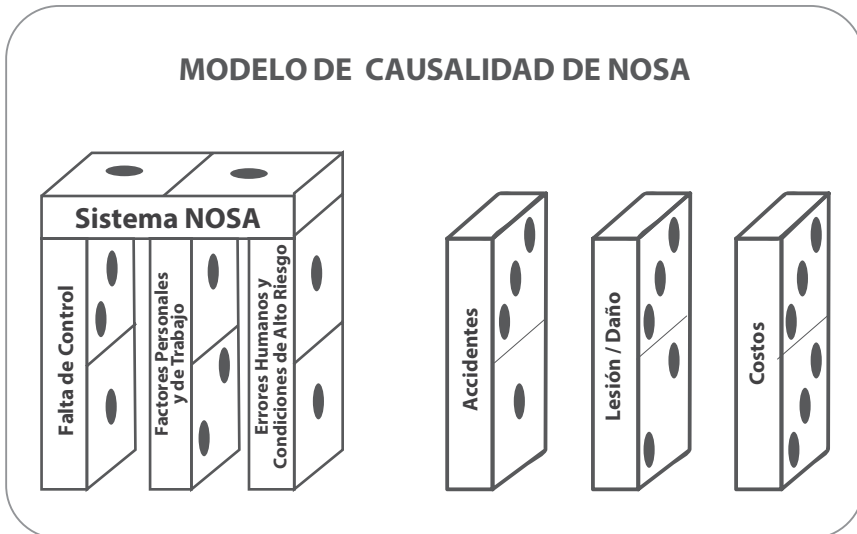 MODELO DE CAUSALIDAD DE NOSA
Sistema NOSA
Falta de Control
Factores Personales
y de Trabajo
Errores Humanos y
Condiciones de Alto Riesgo
Accidentes
Lesión / Daño
Costos